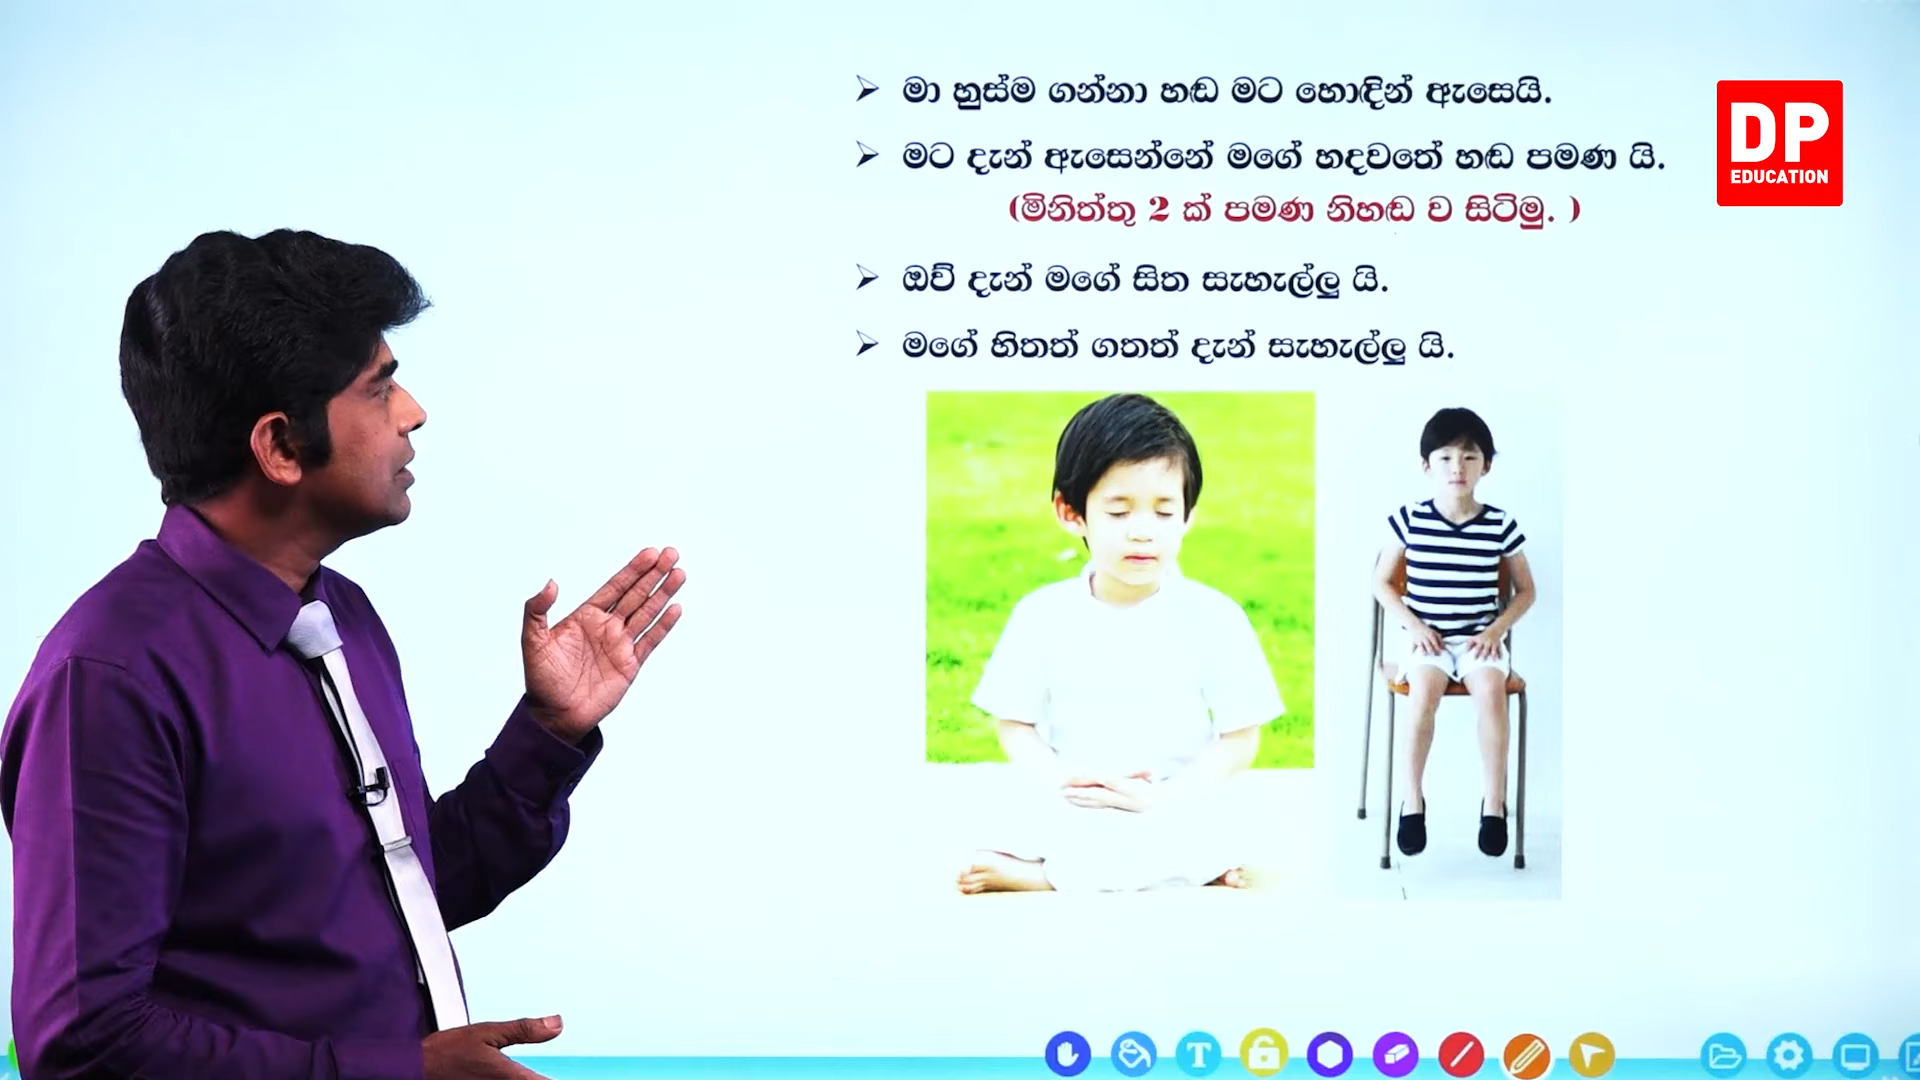 ➢ මා හුස්ම ගන්නා හඬ මට හොඳින් ඇසෙයි.
➢ මට දැන් ඇසෙන්නේ මගේ හදවතේ හඬ පමණ යි.
(මිනිත්තු 2 ක් පමණ නිහඬ ව සිටිමු. )
➢ ඔව් දැන් මගේ සිත සැහැල්ලු යි.
➢ මගේ හිතත් ගතත් දැන් සැහැල්ලු යි.
DP
EDUCATION
T